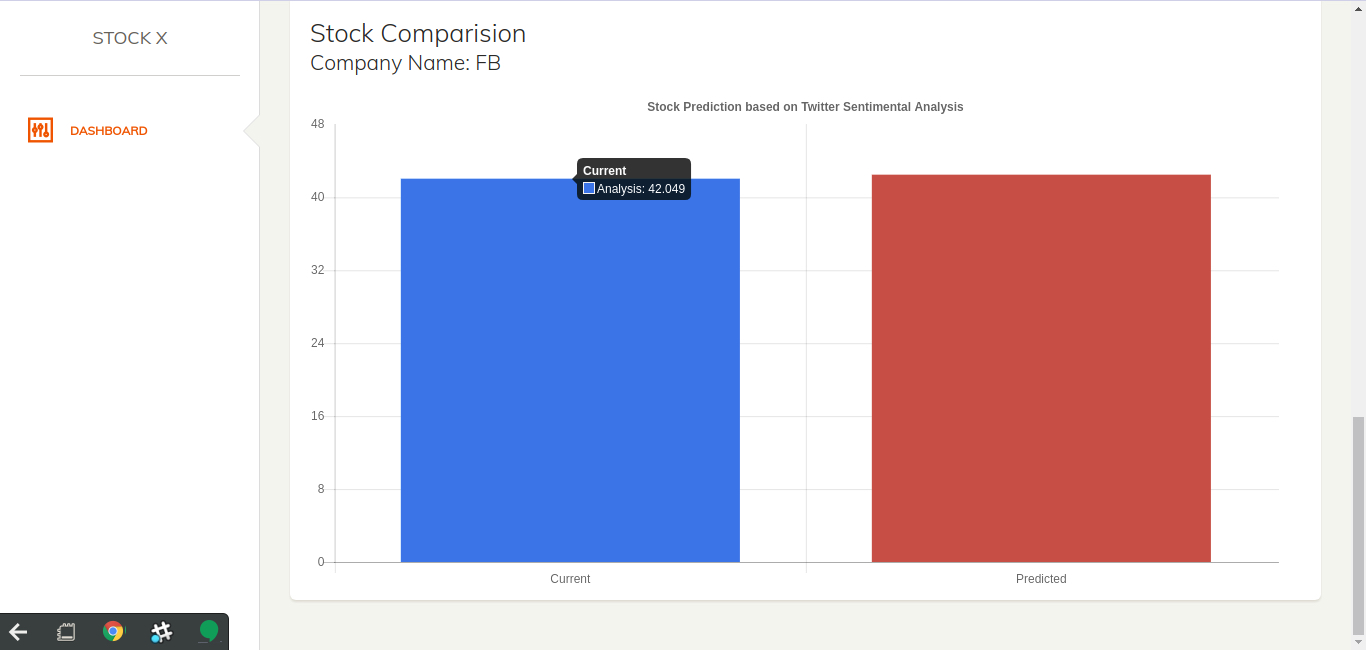 STOCK X
DASHBOARD
Stock Comparision
Company Name: FB
Stock Prediction based on Twitter Sentimental Analysis
48
40
32
24
16
8
0
Current
Analysis: 42.049
Current
Predicted